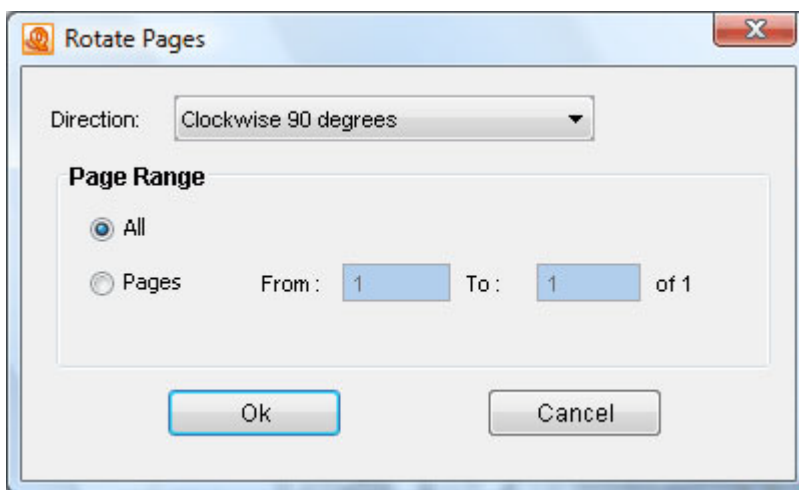 Rotate Pages
Direction: Clockwise 90 degrees
Page Range
All
Pages From : 1 To : 1 of 1
Ok Cancel